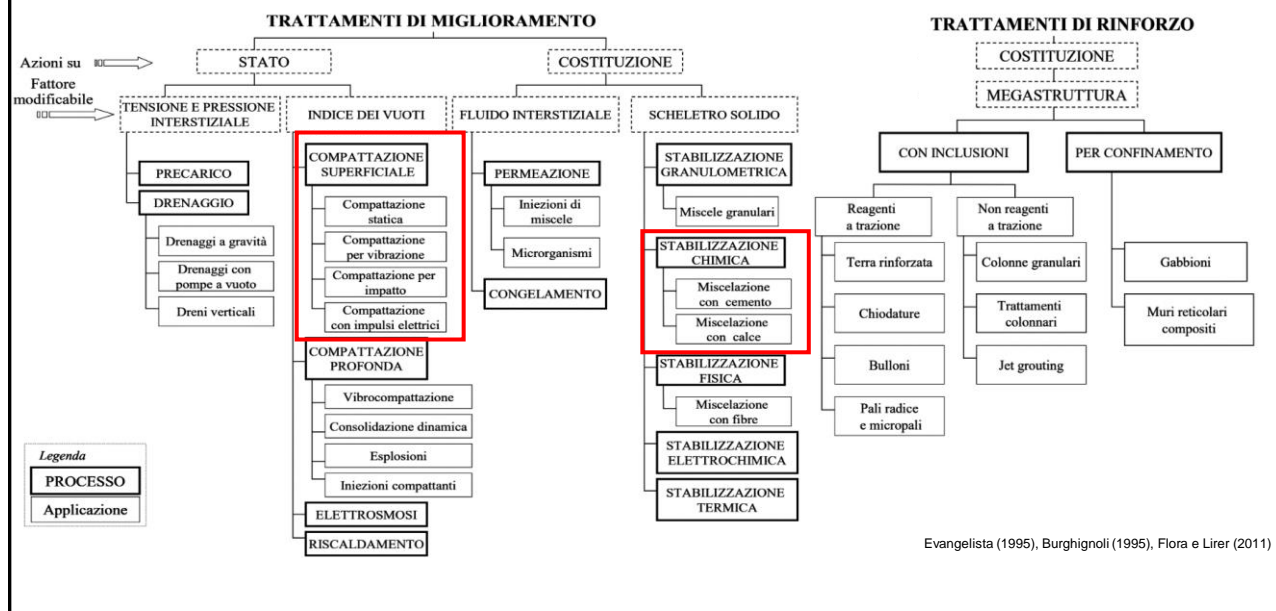 TRATTAMENTI DI MIGLIORAMENTO
Azioni su
STATO
COSTITUZIONE
Fattore
modificabile
TENSIONE E PRESSIONE
INTERSTIZIALE
INDICE DEI VUOTI
FLUIDO INTERSTIZIALE
SCHELETRO SOLIDO
PRECARICO
DRENAGGIO
Drenaggi a gravità
Drenaggi con
pompe a vuoto
Dreni verticali
COMPATTAZIONE
SUPERFICIALE
Compattazione
statica
Compattazione
per vibrazione
Compattazione per
impatto
Compattazione
con impulsi elettrici
COMPATTAZIONE
PROFONDA
Vibrocompattazione
Consolidazione dinamica
Esplosioni
Iniezioni compattanti
ELETTROSMOSI
RISCALDAMENTO
PERMEAZIONE
Iniezioni di
miscele
Microrganismi
CONGELAMENTO
STABILIZZAZIONE
GRANULOMETRICA
Miscele granulari
STABILIZZAZIONE
CHIMICA
Miscelazione
con cemento
Miscelazione
con calce
STABILIZZAZIONE
FISICA
Miscelazione
con fibre
STABILIZZAZIONE
ELETTROCHIMICA
STABILIZZAZIONE
TERMICA
TRATTAMENTI DI RINFORZO
COSTITUZIONE
MEGASTRUTTURA
CON INCLUSIONI
PER CONFINAMENTO
Reagenti
a trazione
Terra rinforzata
Chiodature
Bulloni
Pali radice
e micropali
Non reagenti
a trazione
Colonne granulari
Trattamenti
colonnari
Jet grouting
Gabbioni
Muri reticolari
compositi
Legenda
PROCESSO
Applicazione
Evangelista (1995), Burghignoli (1995), Flora e Lirer (2011)